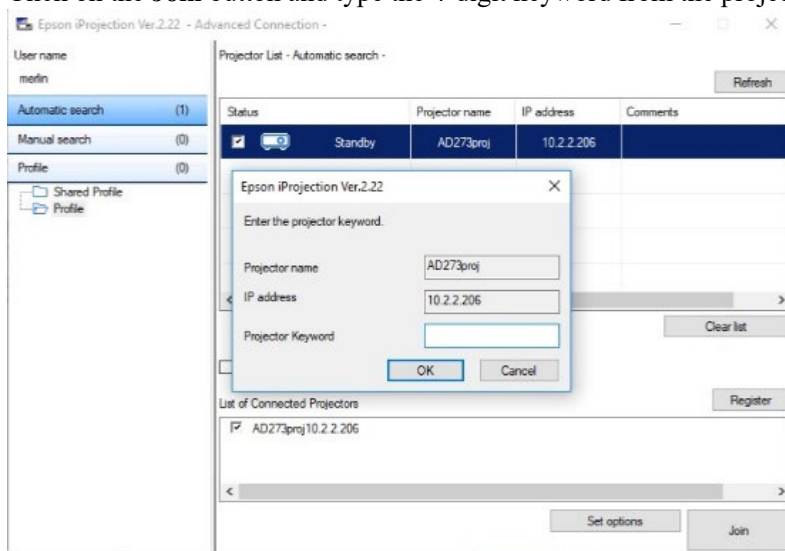 Epson iProjection Ver.2.22 - Advanced Connection -
User name
merlin
Automatic search (1)
Manual search (0)
Profile (0)
Shared Profile
Profile
Projector List - Automatic search -
Refresh
Status Projector name IP address Comments
Standby AD273proj 10.2.2.206
Epson iProjection Ver.2.22
Enter the projector keyword.
Projector name AD273proj
IP address 10.2.2.206
Projector Keyword
OK Cancel
Clear list
List of Connected Projectors
Register
AD273proj10.2.2.206
Set options
Join